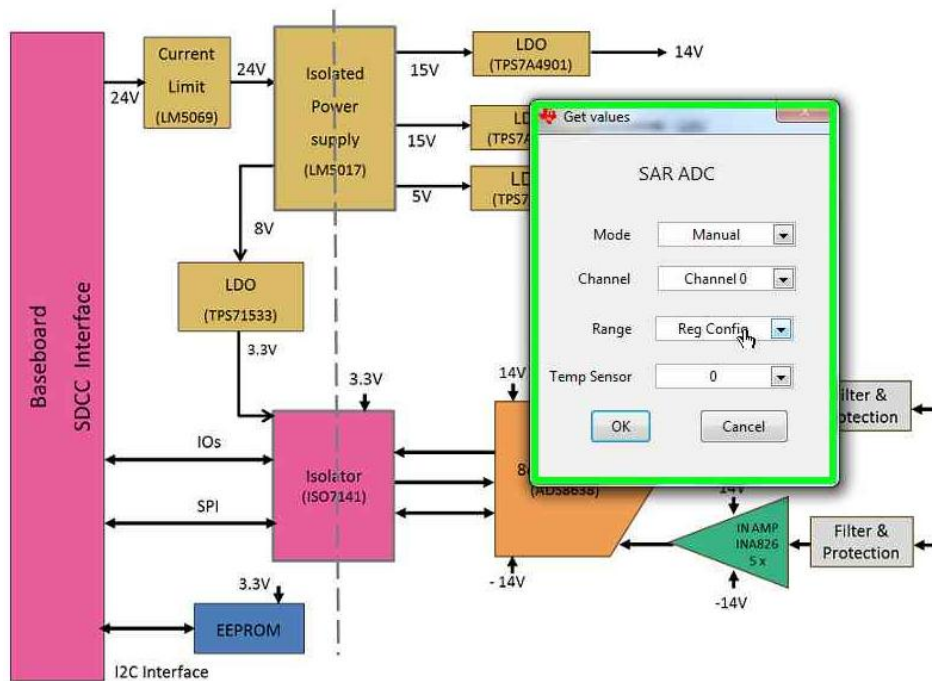 Current
Limit
(LM5069)
24V
24V
Isolated
Power
supply
(LM5017)
15V
LDO
(TPS7A4901)
14V
15V
5V
8V
LDO
(TPS71533)
3.3V
Baseboard
SDCC Interface
Get values
SAR ADC
Mode
Manual
Channel
Channel 0
Range
Reg Config
Temp Sensor
0
OK
Cancel
3.3V
14V
IOs
Isolator
(ISO7141)
SPI
(ADS8638)
- 14V
Filter &
14V
IN AMP
INA826
5 x
-14V
Filter &
Protection
3.3V
EEPROM
I2C Interface